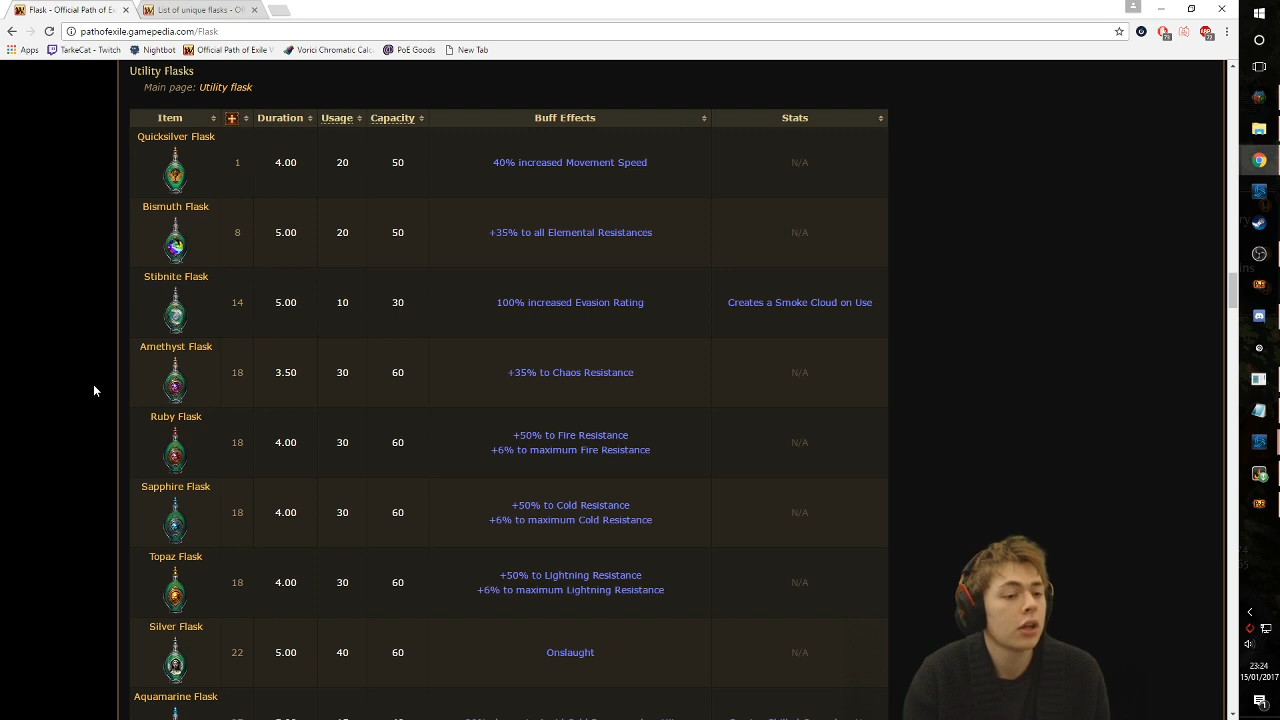 Flask - Official Path of Ex
List of unique flasks - Of
pathofexile.gamepedia.com/Flask
Apps
TarkeCat - Twitch
Nightbot
Official Path of Exile W
Vorici Chromatic Calc
PoE Goods
New Tab
Utility Flasks
Main page: Utility flask
Item Duration Usage Capacity Buff Effects Stats
Quicksilver Flask
1 4.00 20 50 40% increased Movement Speed N/A
Bismuth Flask
8 5.00 20 50 +35% to all Elemental Resistances N/A
Stibnite Flask
14 5.00 10 30 100% increased Evasion Rating Creates a Smoke Cloud on Use
Amethyst Flask
18 3.50 30 60 +35% to Chaos Resistance N/A
Ruby Flask
+50% to Fire Resistance
18 4.00 30 60 N/A
+6% to maximum Fire Resistance
Sapphire Flask
+50% to Cold Resistance
18 4.00 30 60 N/A
+6% to maximum Cold Resistance
Topaz Flask
+50% to Lightning Resistance
18 4.00 30 60 N/A
+6% to maximum Lightning Resistance
Silver Flask
22 5.00 40 60 Onslaught N/A
Aquamarine Flask
23:24
15/01/2017